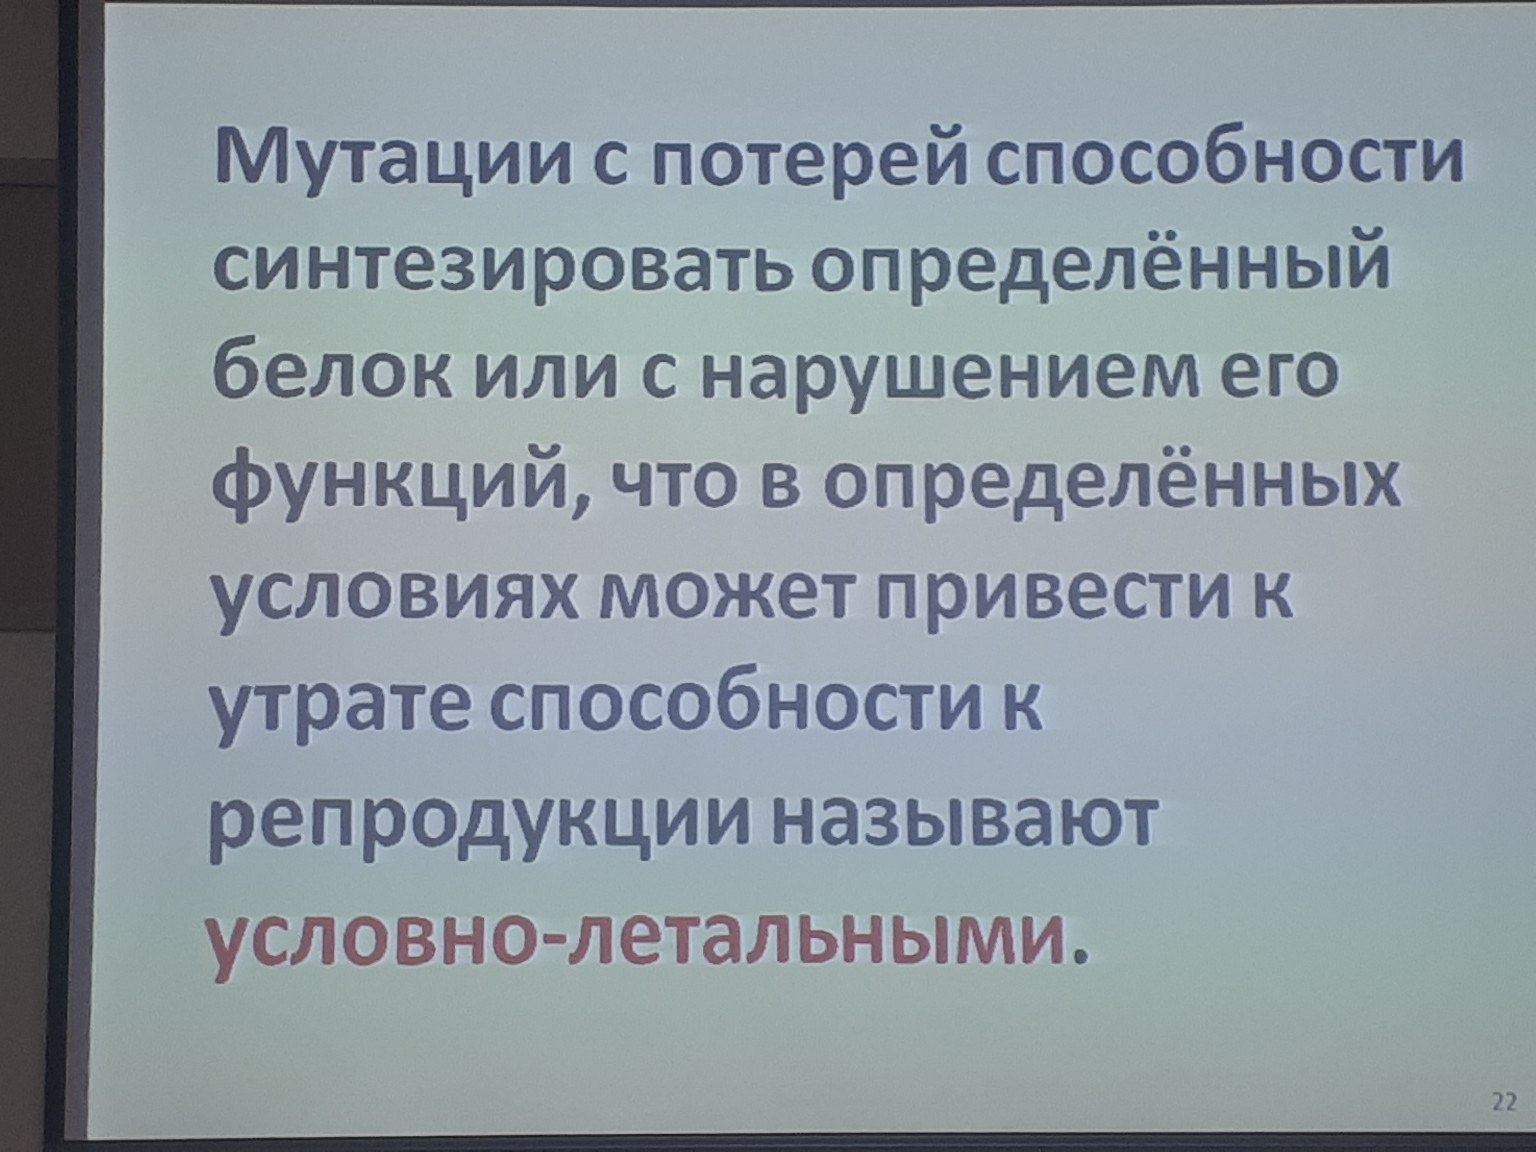 Мутации с потерей способности
синтезировать определённый
белок или с нарушением его
функций, что в определённых
условиях может привести к
утрате способности к
репродукции называют
условно-летальными.
22